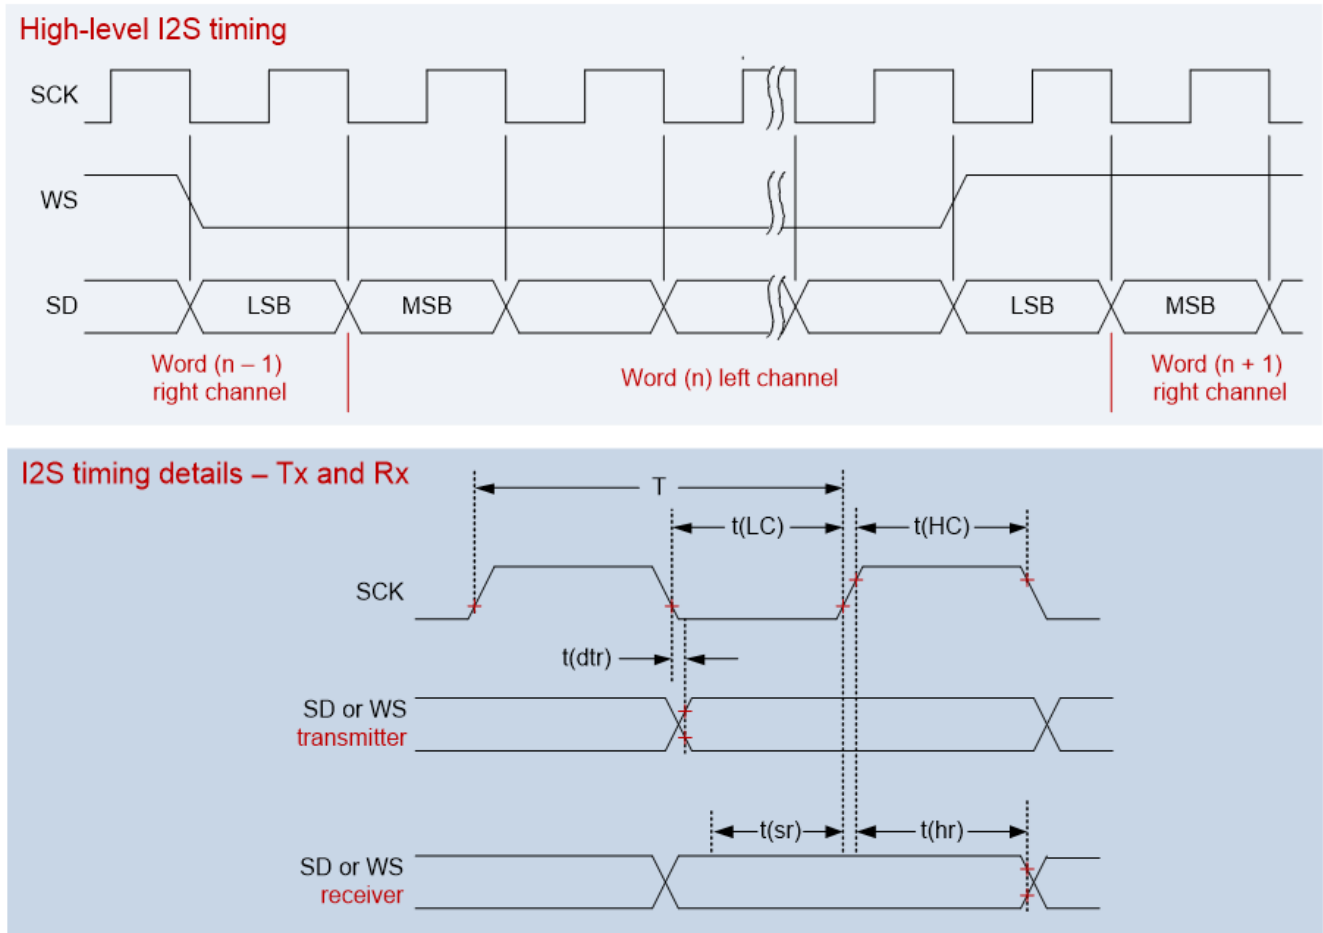 High-level I2S timing
SCK
WS
SD
LSB
MSB
LSB
MSB
Word (n – 1)
right channel
Word (n) left channel
Word (n + 1)
right channel
I2S timing details – Tx and Rx
T
t(LC)
t(HC)
SCK
t(dtr)
SD or WS
transmitter
t(sr)
t(hr)
SD or WS
receiver